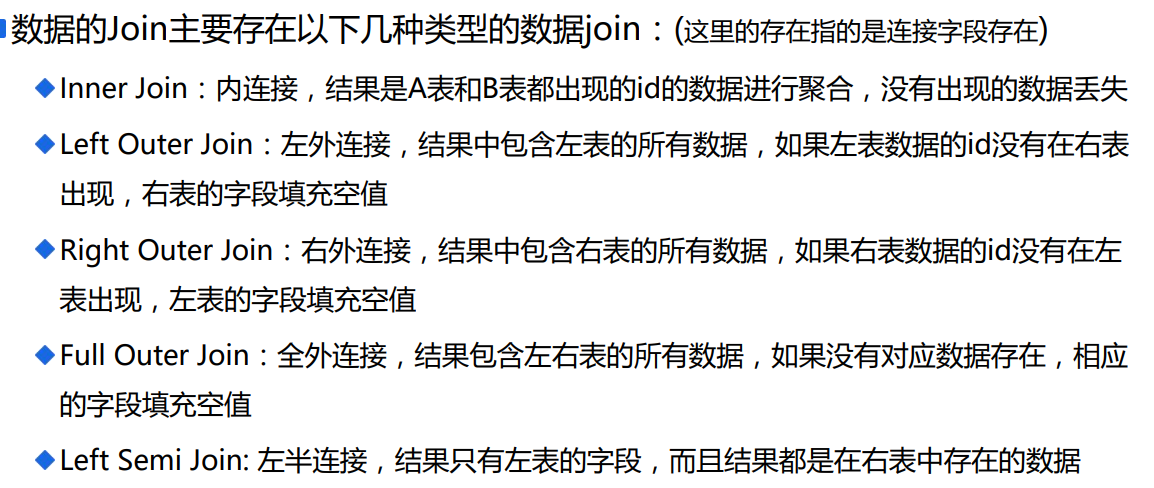 数据的Join主要存在以下几种类型的数据join：(这里的存在指的是连接字段存在)
Inner Join：内连接，结果是A表和B表都出现的id的数据进行聚合，没有出现的数据丢失
Left Outer Join：左外连接，结果中包含左表的所有数据，如果左表数据的id没有在右表
出现，右表的字段填充空值
Right Outer Join：右外连接，结果中包含右表的所有数据，如果右表数据的id没有在左
表出现，左表的字段填充空值
Full Outer Join：全外连接，结果包含左右表的所有数据，如果没有对应数据存在，相应
的字段填充空值
Left Semi Join: 左半连接，结果只有左表的字段，而且结果都是在右表中存在的数据